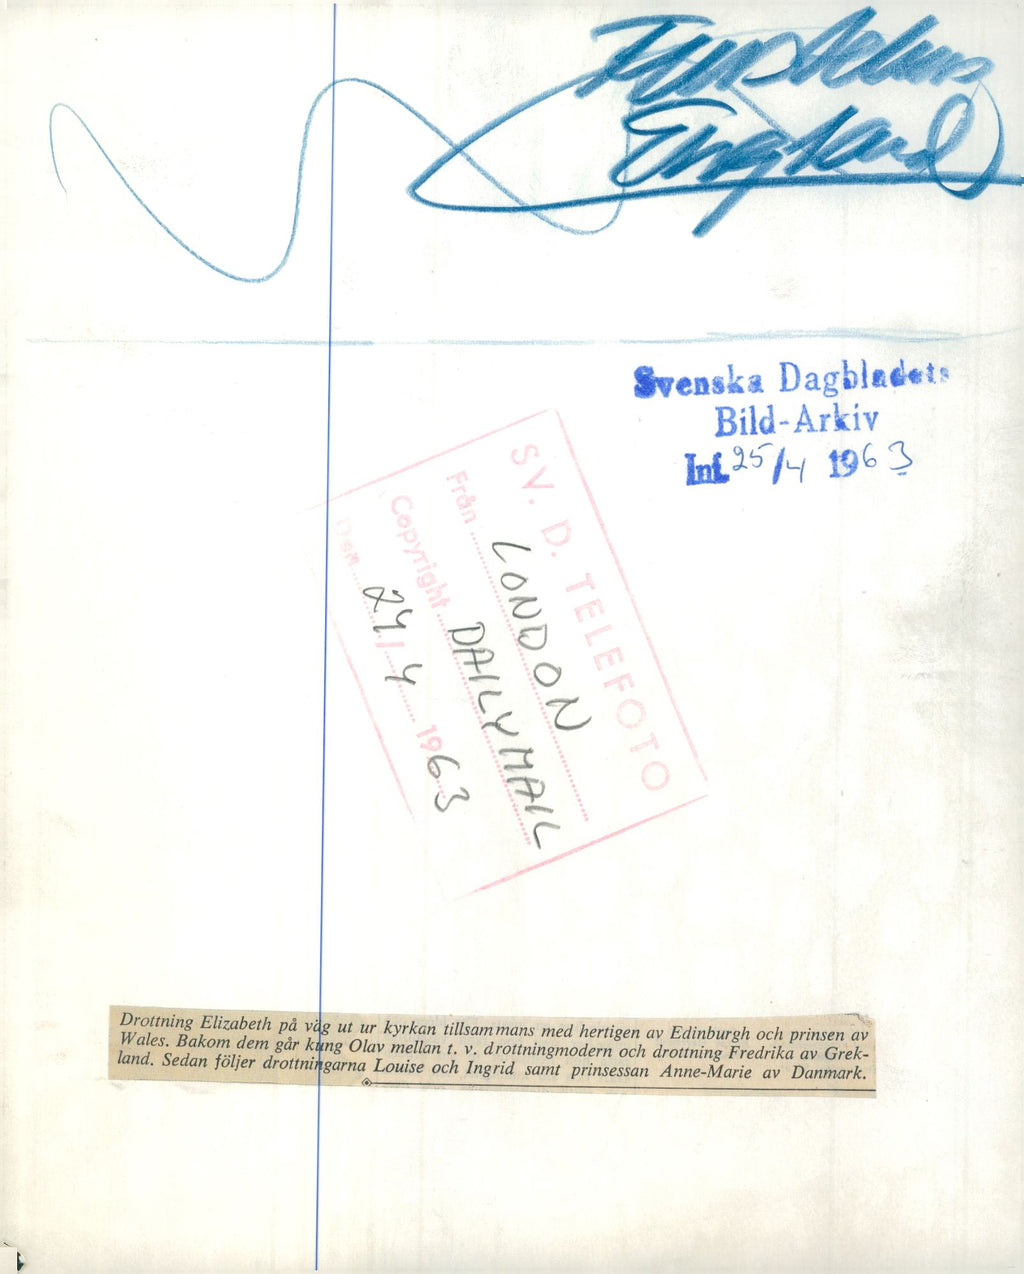 Furstehus
England
Svenska Dagbladets
Bild-Arkiv
Inf. 25/4 1963
SV. D. TELEFOTO
Från LONDON
Copyright DAILY MAIL
Den 24/4 1963
Drottning Elizabeth på väg ut ur kyrkan tillsammans med hertigen av Edinburgh och prinsen av
Wales. Bakom dem går kung Olav mellan t. v. drottningmodern och drottning Fredrika av Grek-
land. Sedan följer drottningarna Louise och Ingrid samt prinsessan Anne-Marie av Danmark.